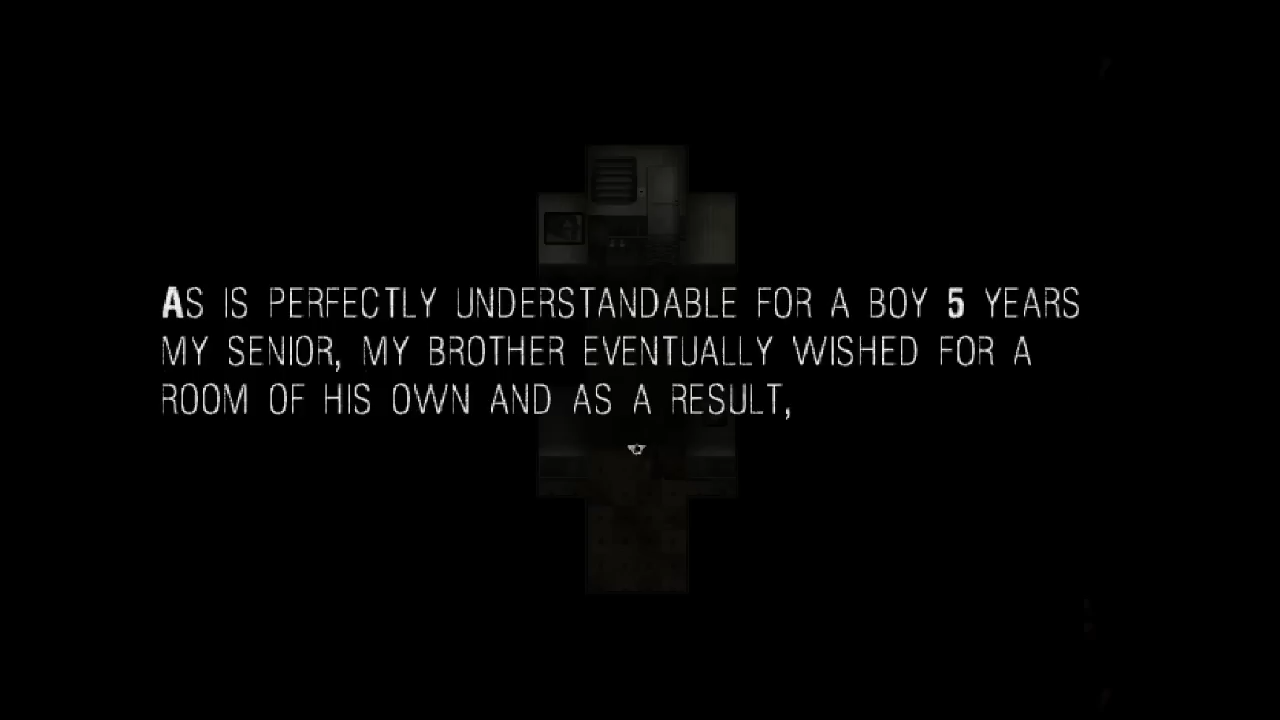 AS IS PERFECTLY UNDERSTANDABLE FOR A BOY 5 YEARS
MY SENIOR, MY BROTHER EVENTUALLY WISHED FOR A
ROOM OF HIS OWN AND AS A RESULT,